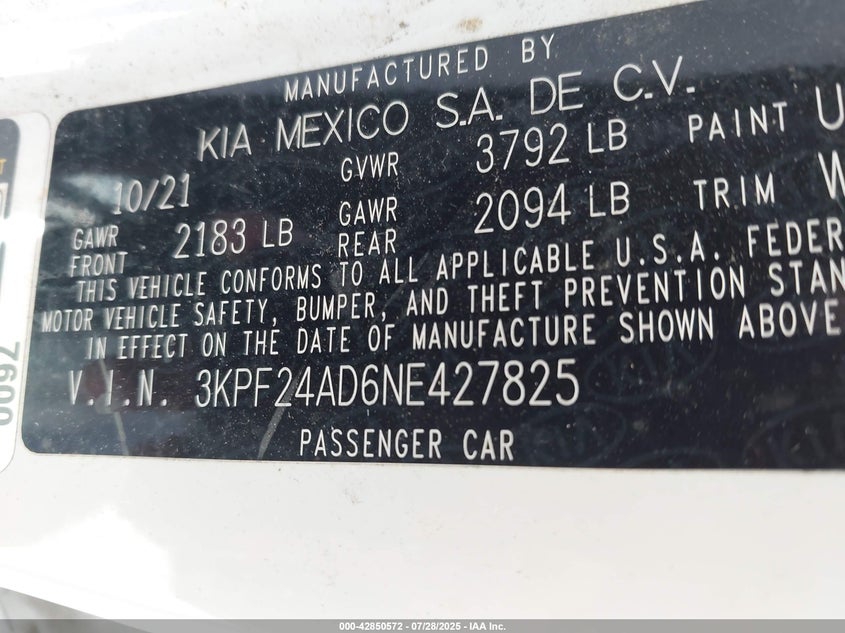 MANUFACTURED BY
KIA MEXICO S.A. DE C.V.
10/21 GVWR 3792 LB PAINT U
GAWR FRONT 2183 LB GAWR REAR 2094 LB TRIM W
THIS VEHICLE CONFORMS TO ALL APPLICABLE U.S.A. FEDER
MOTOR VEHICLE SAFETY, BUMPER, AND THEFT PREVENTION STAN
IN EFFECT ON THE DATE OF MANUFACTURE SHOWN ABOVE
V.I.N. 3KPF24AD6NE427825
PASSENGER CAR
000-42850572 / 07/28/2025 - IAA Inc.